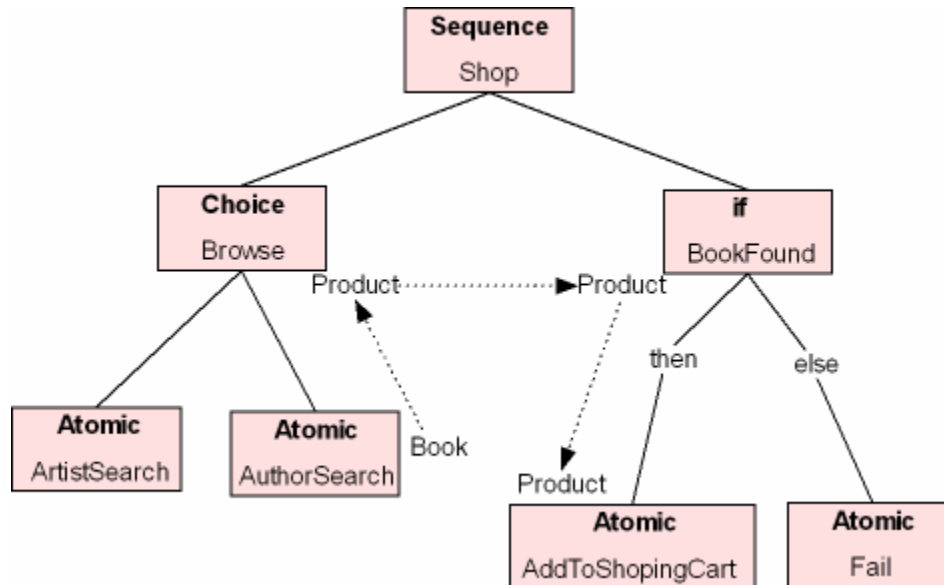 Sequence
Shop
Choice
Browse
if
BookFound
Product
Product
then
else
Atomic
ArtistSearch
Atomic
AuthorSearch
Book
Product
Atomic
AddToShopingCart
Atomic
Fail